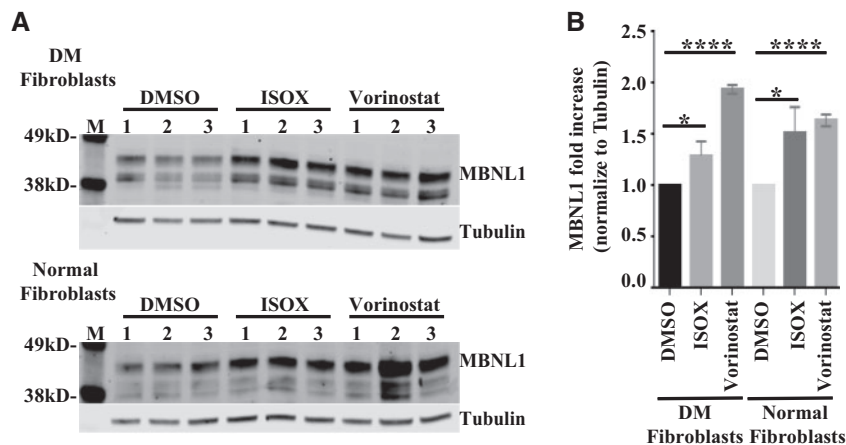 A
DM
Fibroblasts
DMSO ISOX Vorinostat
M 1 2 3 1 2 3 1 2 3
49kD-
38kD-
MBNL1
Tubulin
Normal
Fibroblasts
DMSO ISOX Vorinostat
M 1 2 3 1 2 3 1 2 3
49kD-
38kD-
MBNL1
Tubulin
B
MBNL1 fold increase
(normalize to Tubulin)
2.5
2.0
1.5
1.0
0.5
0.0
**** ****
* *
DMSO
ISOX
Vorinostat
DMSO
ISOX
Vorinostat
DM
Fibroblasts
Normal
Fibroblasts